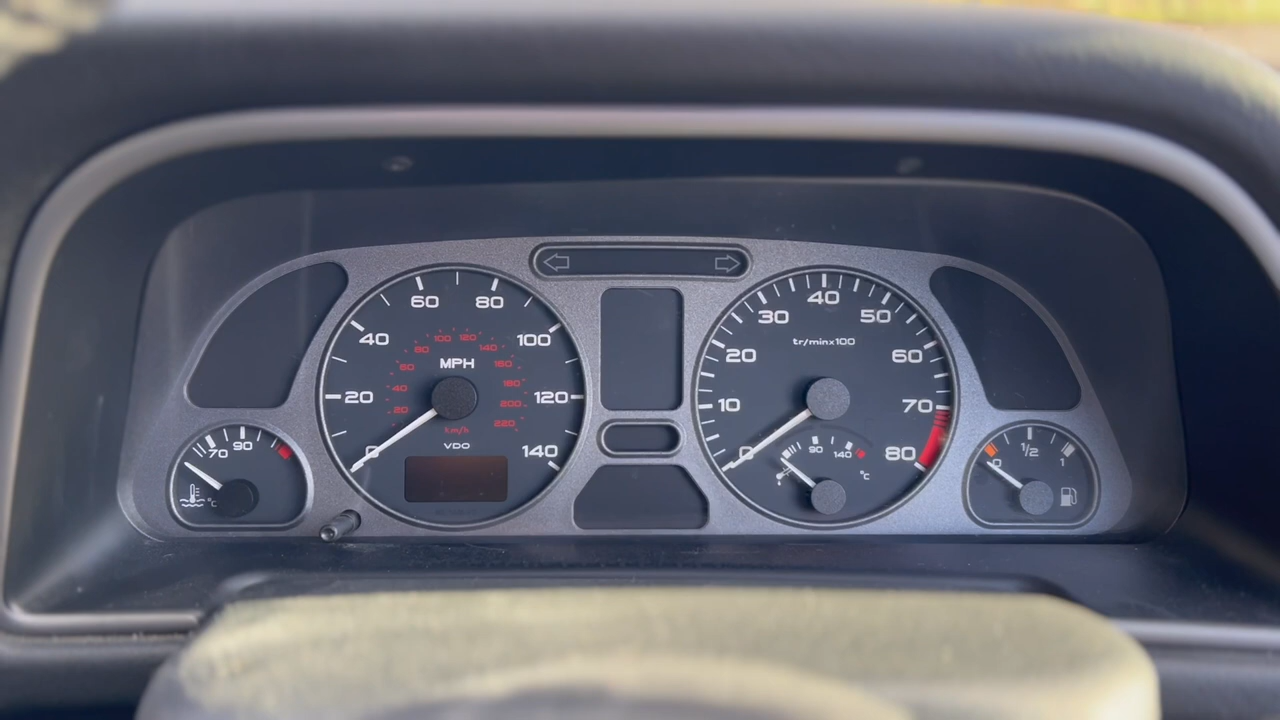 70 90
°C
0 20 40 60 80 100 120 140
MPH
20 40 60 80 100 120 140 160 180 200 220
km/h
VDO
0 10 20 30 40 50 60 70 80
tr/minx100
90 140
°C
0 1/2 1